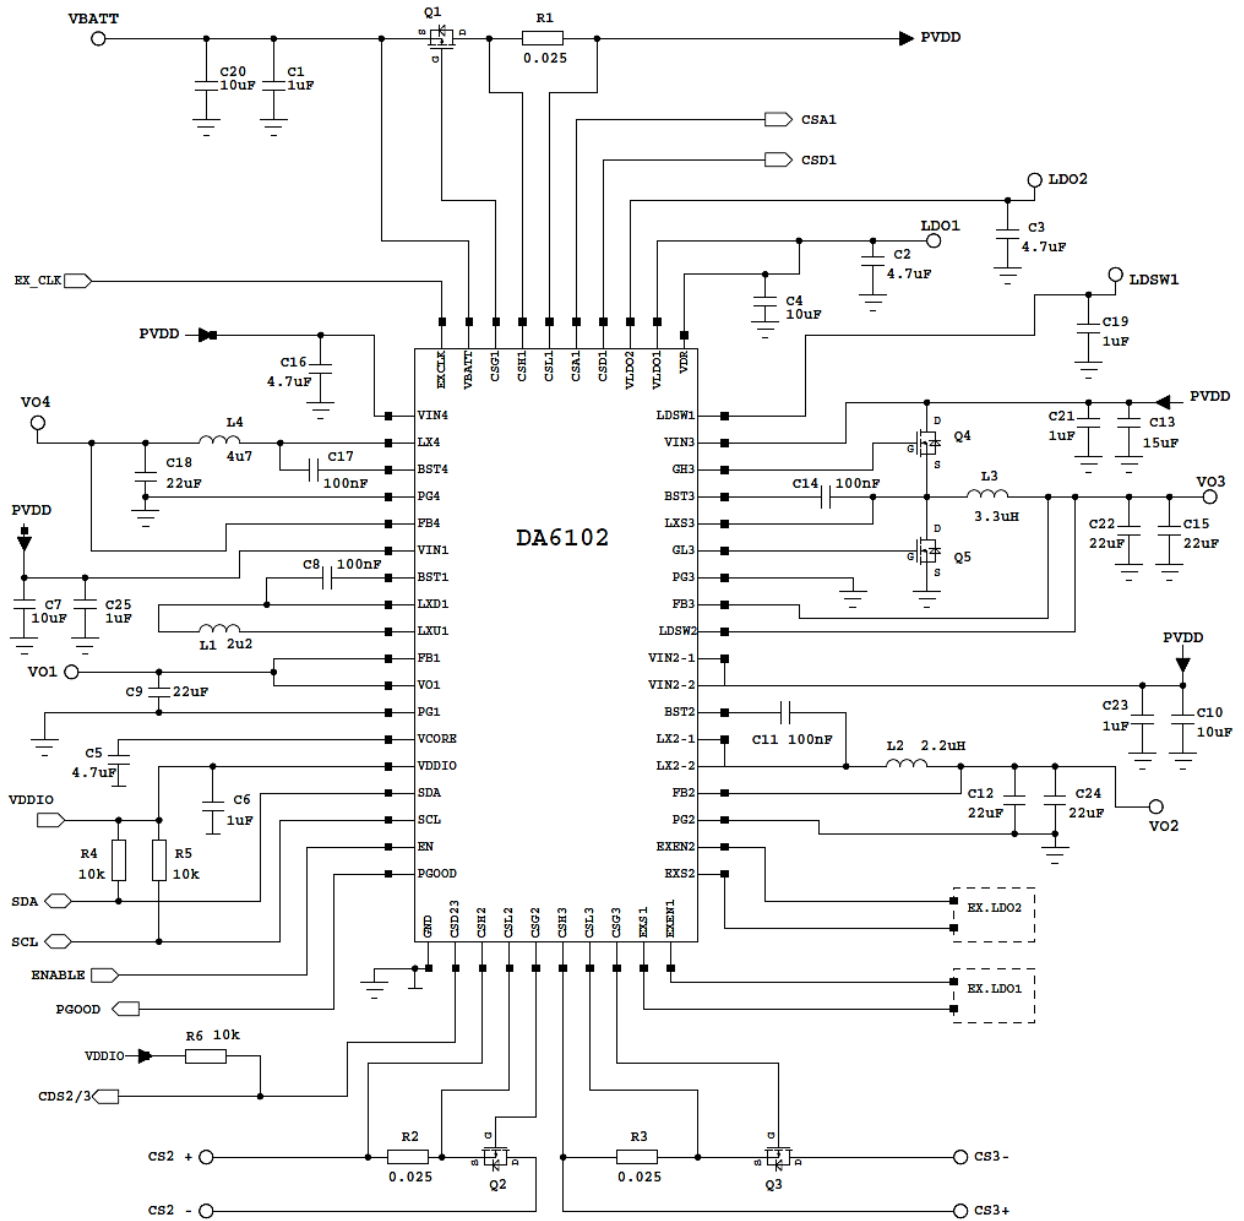 VBATT
Q1
S
D
G
R1
0.025
PVDD
C20
10uF
C1
1uF
CSA1
CSD1
LDO2
C3
4.7uF
LDO1
C2
4.7uF
C4
10uF
EX_CLK
LDSW1
C19
1uF
PVDD
C16
4.7uF
EXCLK
VBATT
CSG1
CSH1
CSL1
CSA1
CSD1
VLDO2
VLDO1
VDR
VO4
L4
4u7
C18
22uF
C17
100nF
PVDD
C7
10uF
C25
1uF
C8
100nF
L1
2u2
VO1
C9
22uF
C5
4.7uF
C6
1uF
VDDIO
R4
10k
R5
10k
SDA
SCL
ENABLE
PGOOD
VIN4
LX4
BST4
PG4
FB4
VIN1
BST1
LXD1
LXU1
FB1
VO1
PG1
VCORE
VDDIO
SDA
SCL
EN
PGOOD
DA6102
LDSW1
VIN3
GH3
BST3
LXS3
GL3
PG3
FB3
LDSW2
VIN2-1
VIN2-2
BST2
LX2-1
LX2-2
FB2
PG2
EXEN2
EXS2
PVDD
C21
1uF
C13
15uF
D
G
S
Q4
C14
100nF
L3
3.3uH
VO3
C22
22uF
C15
22uF
D
G
S
Q5
PVDD
C23
1uF
C10
10uF
C11
100nF
L2
2.2uH
C12
22uF
C24
22uF
VO2
EX.LDO2
EX.LDO1
GND
CSD23
CSH2
CSL2
CSG2
CSH3
CSL3
CSG3
EXS1
EXEN1
VDDIO
R6
10k
CDS2/3
CS2 +
R2
0.025
S
G
D
Q2
CS2 -
R3
0.025
S
G
D
Q3
CS3-
CS3+